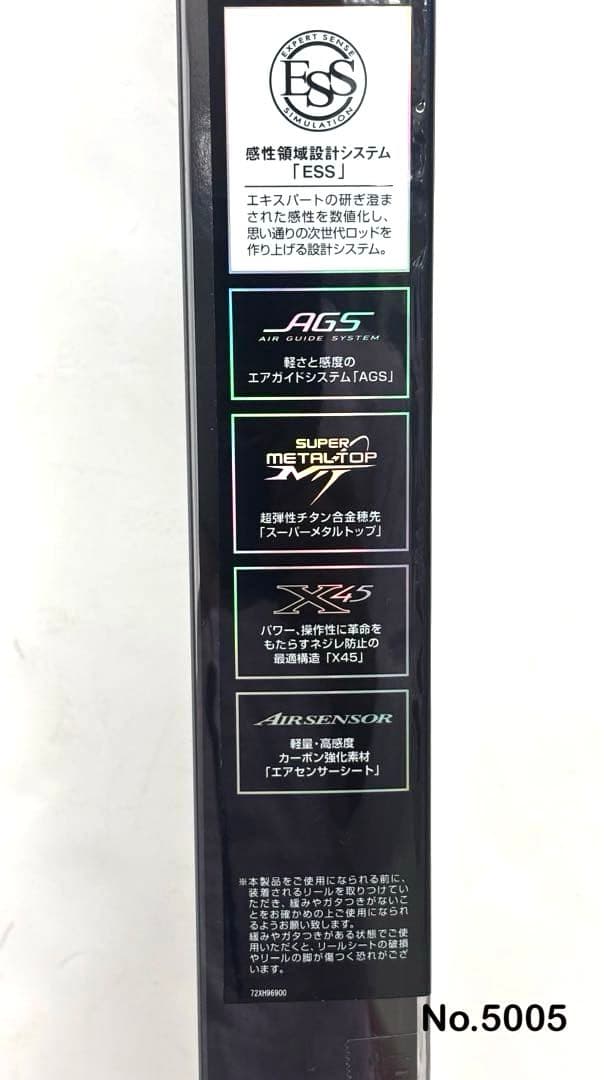 EXPERT SENSE
ESS
SIMULATION
感性領域設計システム
「ESS」
エキスパートの研ぎ澄ま
された感性を数値化し、
思い通りの次世代ロッドを
作り上げる設計システム。
AGS
AIR GUIDE SYSTEM
軽さと感度の
エアガイドシステム「AGS」
SUPER
METAL-TOP
MT
超弾性チタン合金穂先
「スーパーメタルトップ」
X45
パワー、操作性に革命を
もたらすネジレ防止の
最適構造「X45」
AIRSENSOR
軽量・高感度
カーボン強化素材
「エアセンサーシート」
※本製品をご使用になられる前に、
装着されるリールを取りつけてい
ただき、緩みやガタつきがないこ
とをお確かめの上ご使用になられ
るようお願い致します。
緩みやガタつきがある状態でご使
用いただくと、リールシートの破損
やリールの脚が傷つく恐れがござ
います。
72XH96900
No.5005